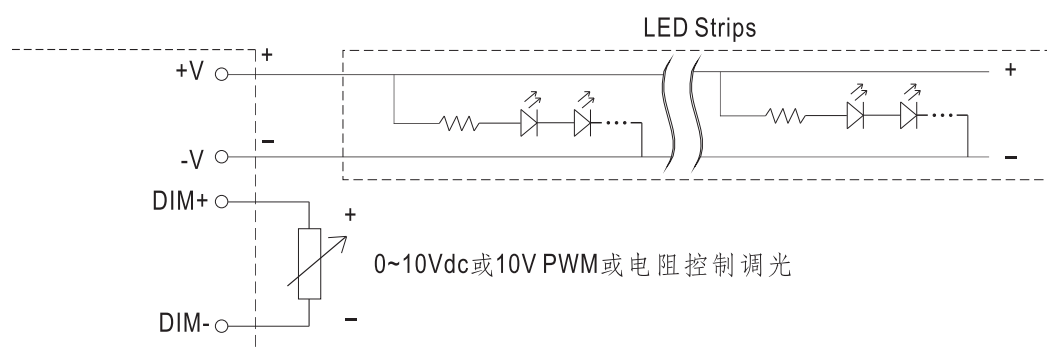 LED Strips
+V
+
+
-
-V
-
DIM+
+
0~10Vdc或10V PWM或电阻控制调光
DIM-
-